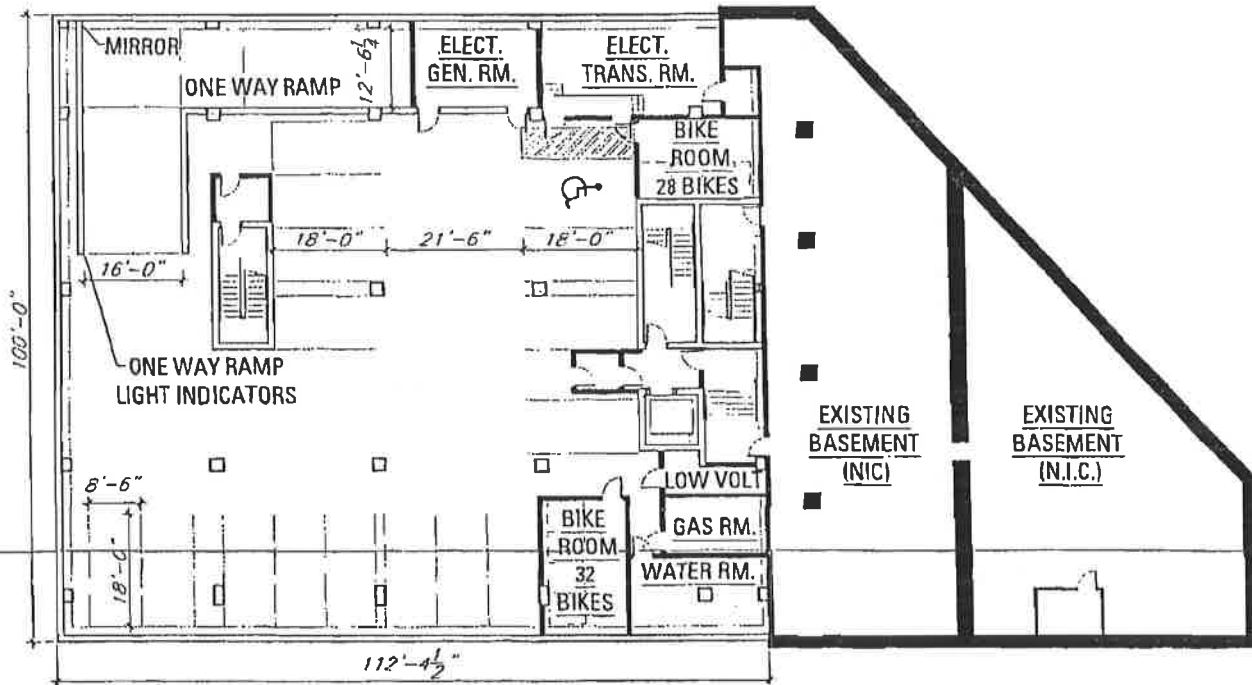 MIRROR
ONE WAY RAMP
12'-6¼"
ELECT.
GEN. RM.
ELECT.
TRANS. RM.
BIKE
ROOM
28 BIKES
18'-0"
21'-6"
18'-0"
16'-0"
100'-0"
ONE WAY RAMP
LIGHT INDICATORS
EXISTING
BASEMENT
(NIC)
EXISTING
BASEMENT
(N.I.C.)
8'-6"
18'-0"
LOW VOLT
GAS RM.
BIKE
ROOM
32
BIKES
WATER RM.
112'-4½"